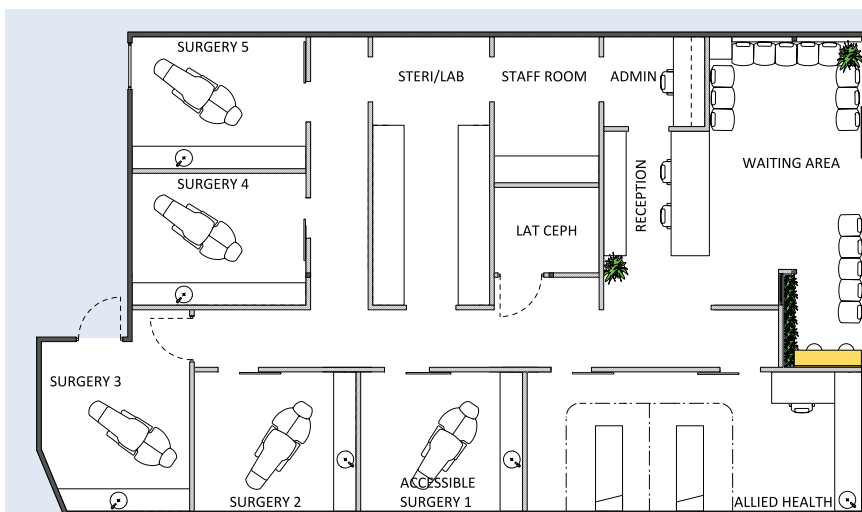 SURGERY 5
STERI/LAB
STAFF ROOM
ADMIN
WAITING AREA
SURGERY 4
RECEPTION
LAT CEPH
SURGERY 3
SURGERY 2
ACCESSIBLE
SURGERY 1
ALLIED HEALTH